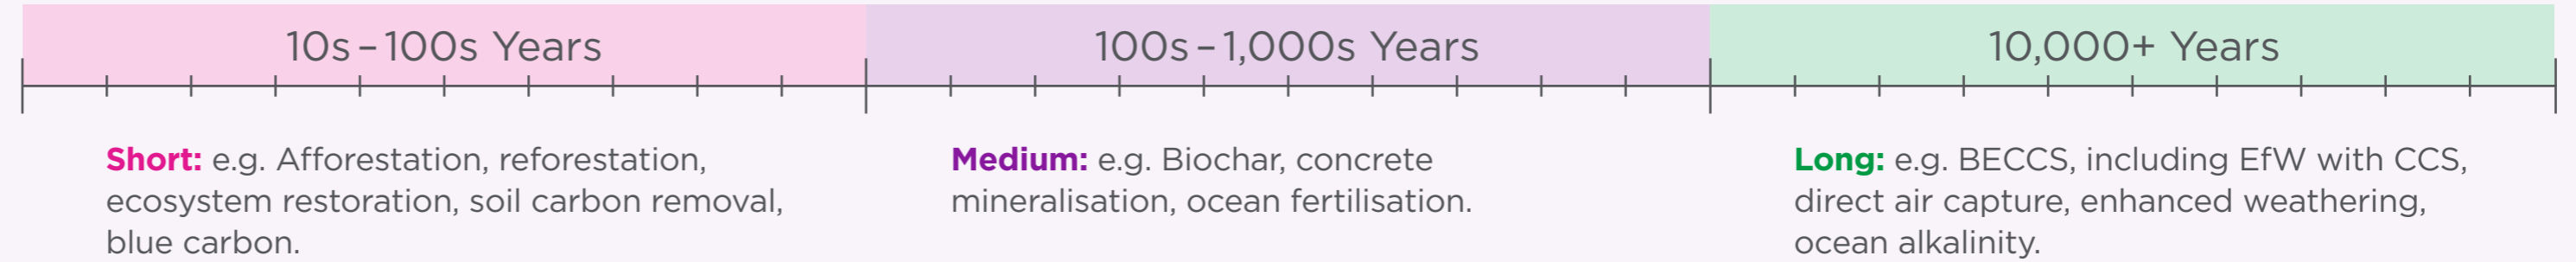 10s – 100s Years
100s – 1,000s Years
10,000+ Years
Short: e.g. Afforestation, reforestation,
ecosystem restoration, soil carbon removal,
blue carbon.
Medium: e.g. Biochar, concrete
mineralisation, ocean fertilisation.
Long: e.g. BECCS, including EfW with CCS,
direct air capture, enhanced weathering,
ocean alkalinity.